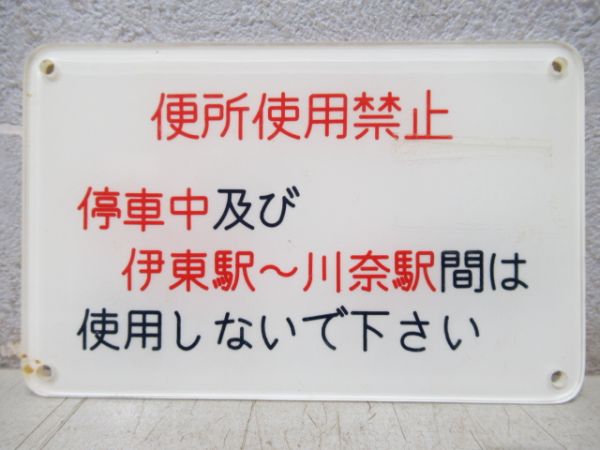 便所使用禁止
停車中及び
伊東駅～川奈駅間は
使用しないで下さい